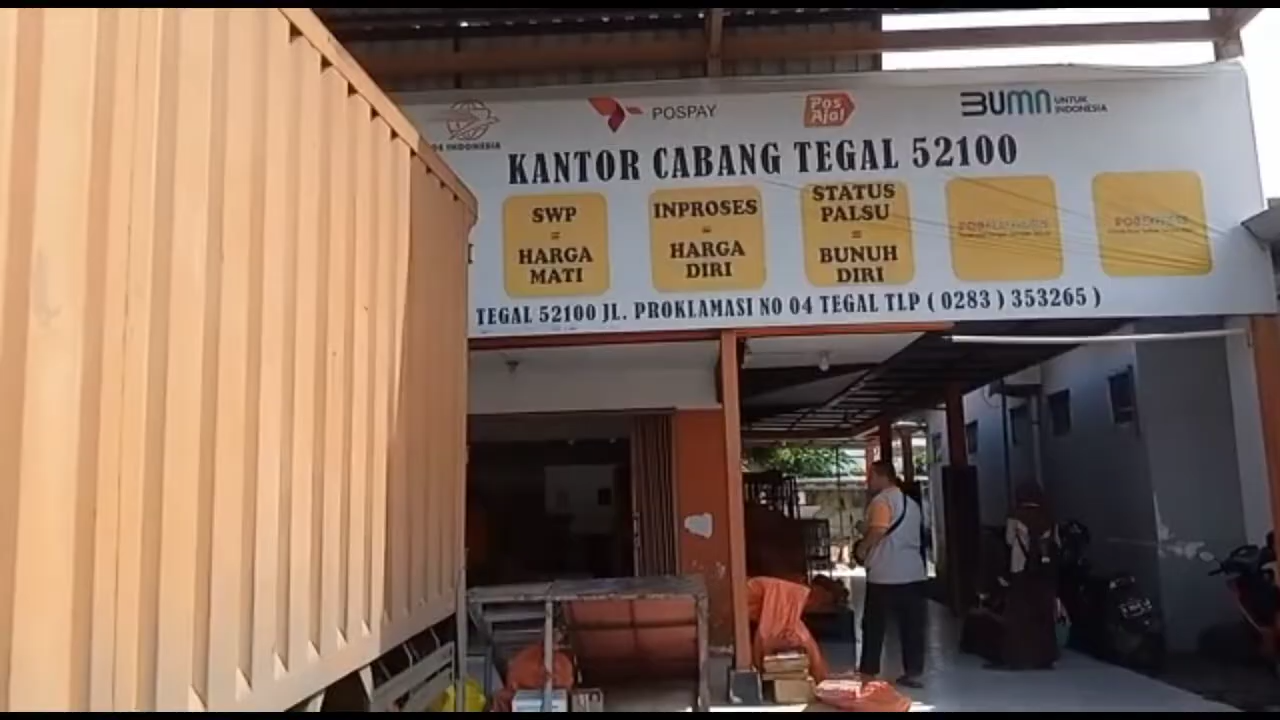 INDONESIA
POSPAY
Pos
Aja!
BUMN UNTUK
INDONESIA
KANTOR CABANG TEGAL 52100
SWP
=
HARGA
MATI
INPROSES
=
HARGA
DIRI
STATUS
PALSU
=
BUNUH
DIRI
TEGAL 52100 JL. PROKLAMASI NO 04 TEGAL TLP ( 0283 ) 353265 )